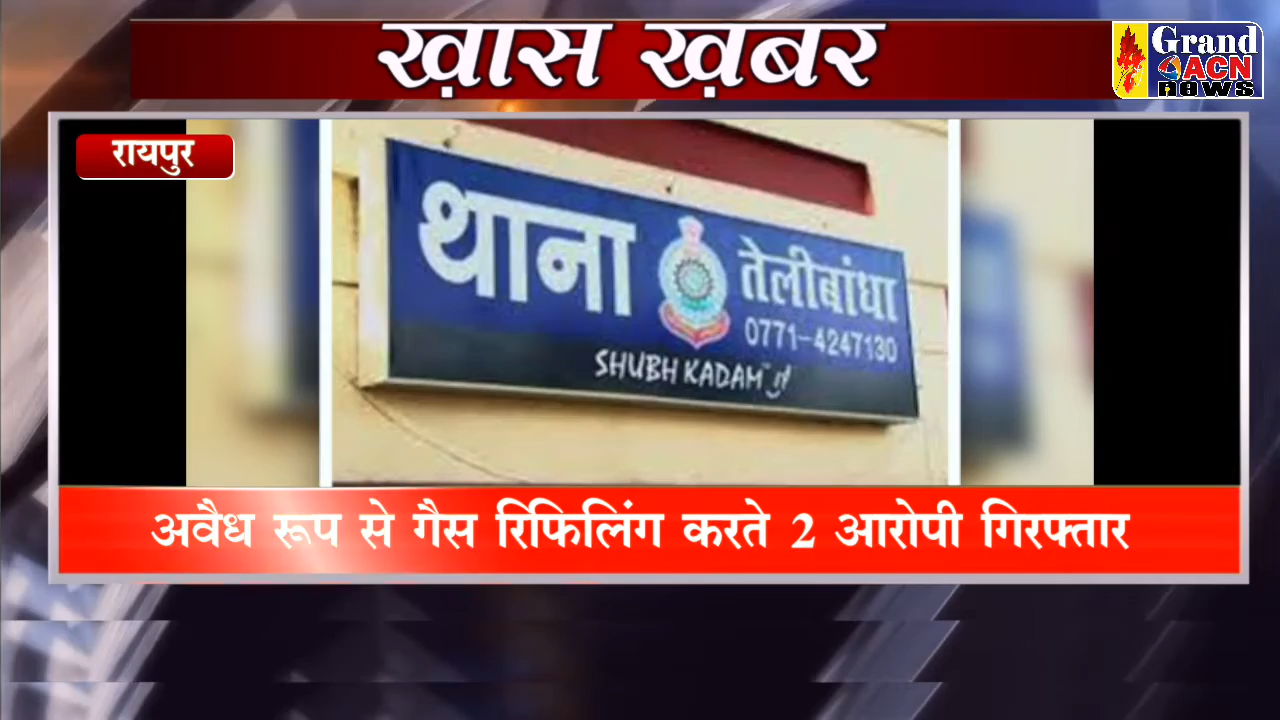 ख़ास ख़बर
Grand
ACN
news
रायपुर
थाना
तेलीबांधा
0771-4247130
SHUBH KADAM
अवैध रूप से गैस रिफिलिंग करते 2 आरोपी गिरफ्तार